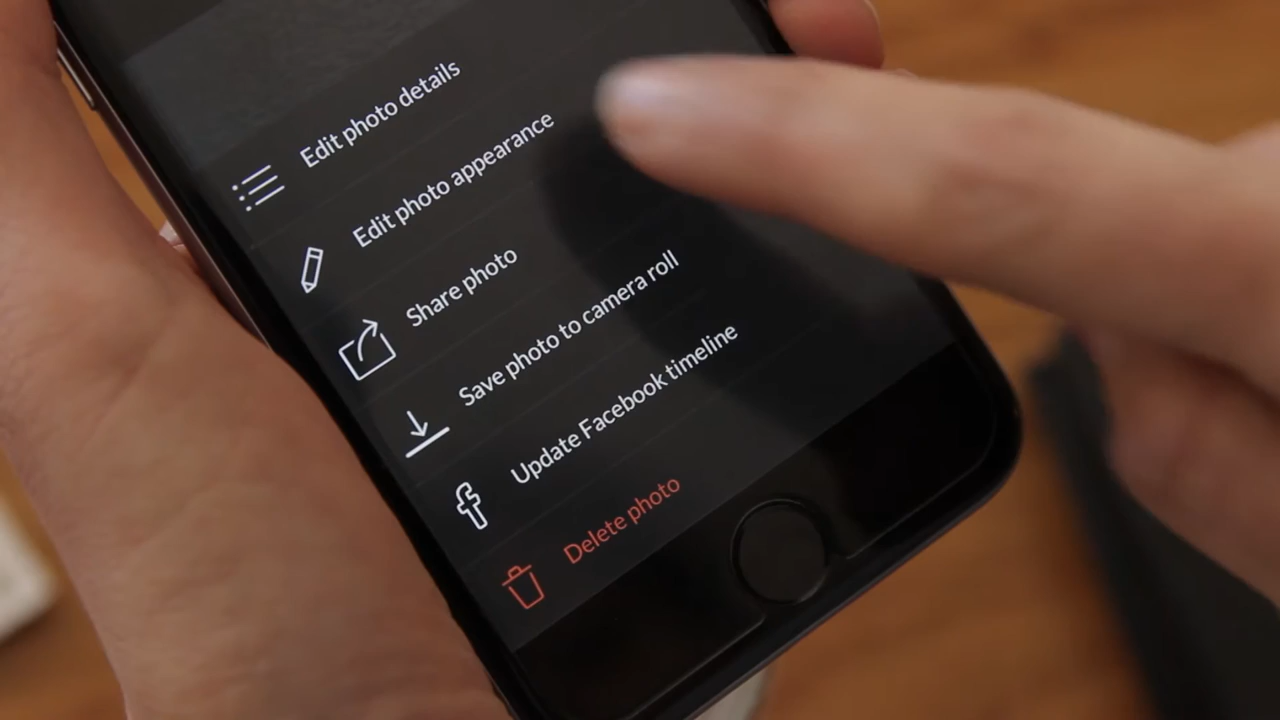 Edit photo details
Edit photo appearance
Share photo
Save photo to camera roll
Update Facebook timeline
Delete photo